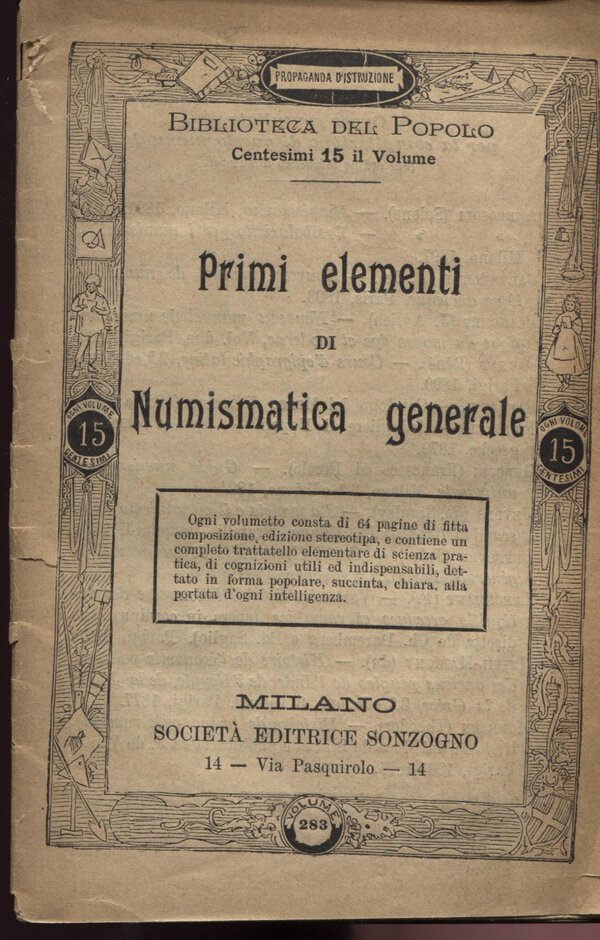 PROPAGANDA D'ISTRUZIONE
BIBLIOTECA DEL POPOLO
Centesimi 15 il Volume
Primi elementi
DI
Numismatica generale
OGNI VOLUME
15
CENTESIMI
OGNI VOLUME
15
CENTESIMI
Ogni volumetto consta di 64 pagine di fitta
composizione, edizione stereotipa, e contiene un
completo trattatello elementare di scienza pra-
tica, di cognizioni utili ed indispensabili, det-
tato in forma popolare, succinta, chiara, alla
portata d'ogni intelligenza.
MILANO
SOCIETÀ EDITRICE SONZOGNO
14 — Via Pasquirolo — 14
VOLUME
283